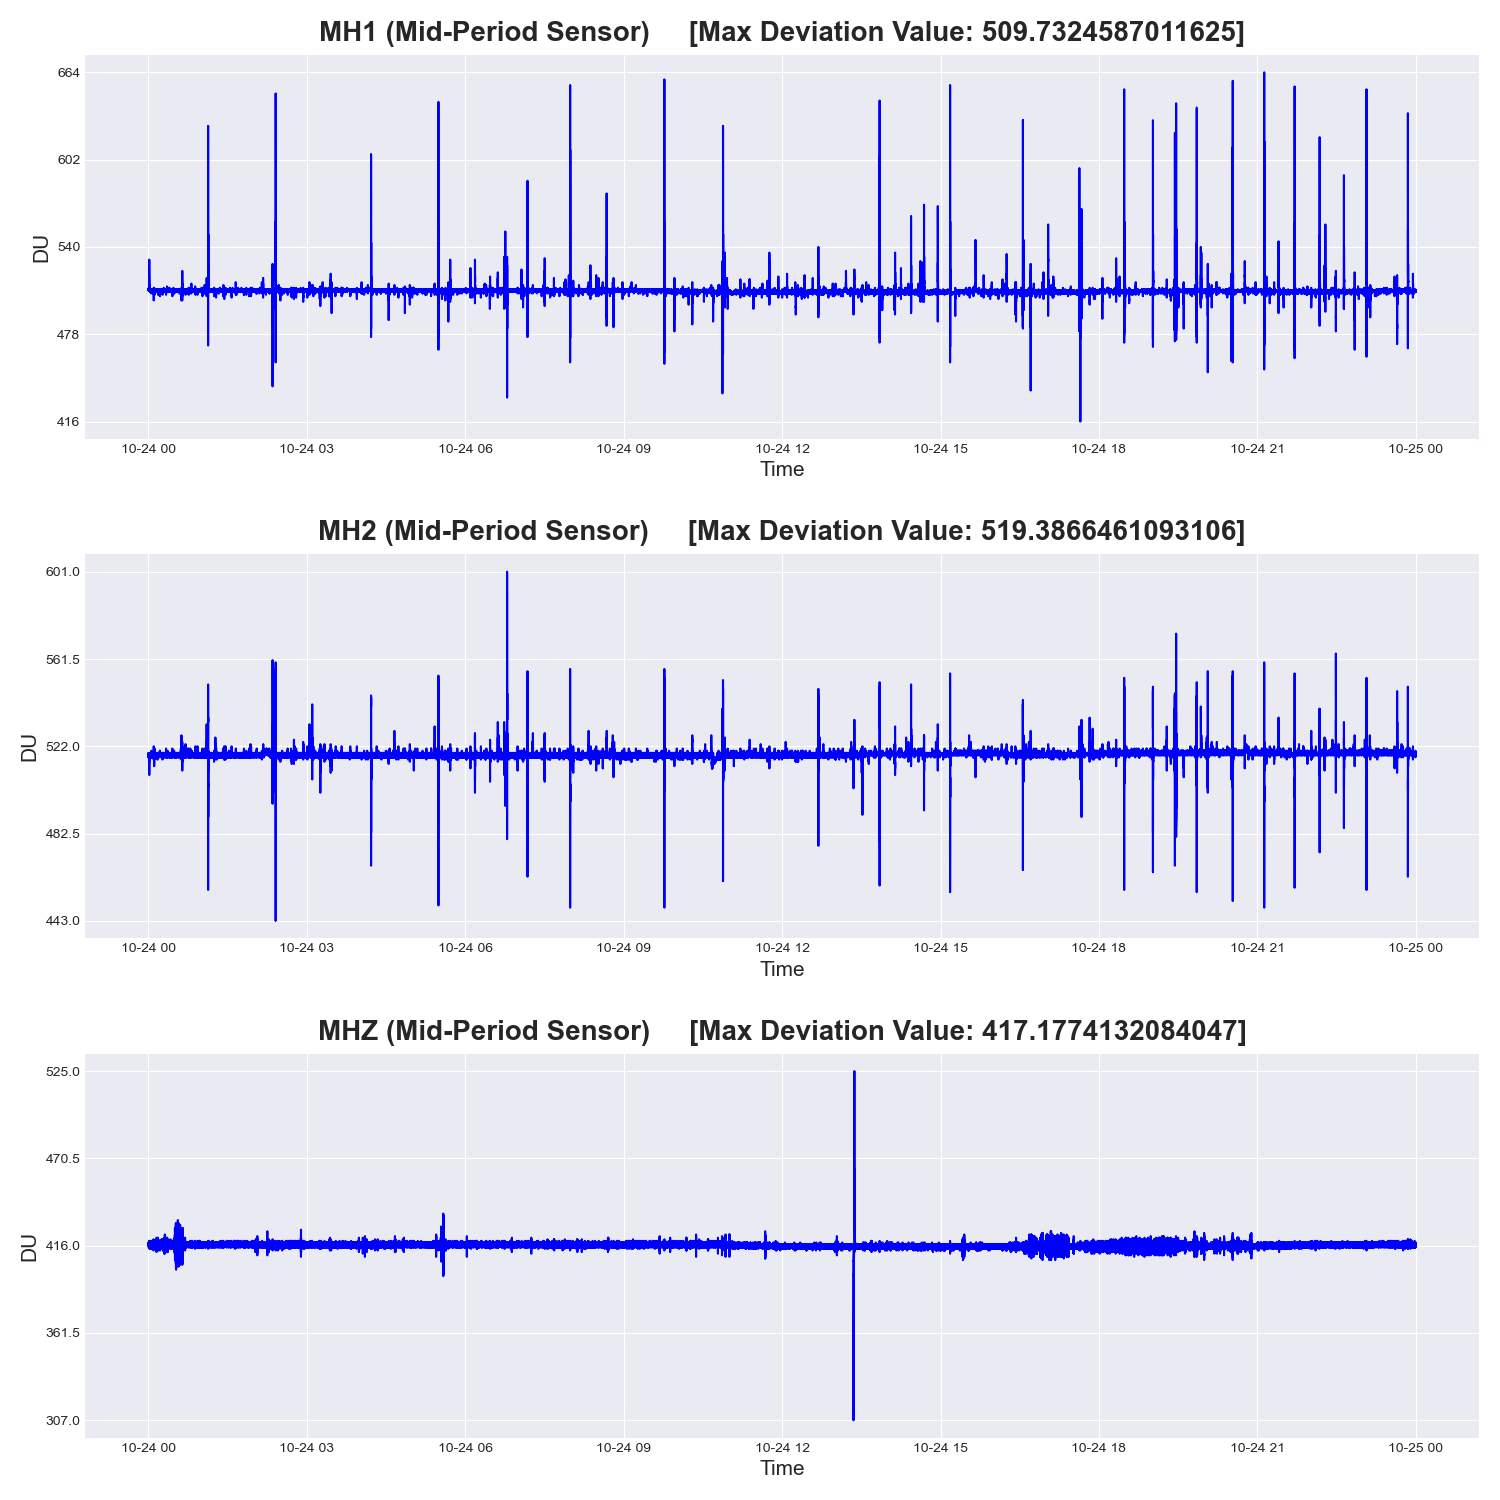 MH1 (Mid-Period Sensor) [Max Deviation Value: 509.7324587011625]
664
602
540
478
416
DU
10-24 00 10-24 03 10-24 06 10-24 09 10-24 12 10-24 15 10-24 18 10-24 21 10-25 00
Time
MH2 (Mid-Period Sensor) [Max Deviation Value: 519.3866461093106]
601.0
561.5
522.0
482.5
443.0
DU
10-24 00 10-24 03 10-24 06 10-24 09 10-24 12 10-24 15 10-24 18 10-24 21 10-25 00
Time
MHZ (Mid-Period Sensor) [Max Deviation Value: 417.1774132084047]
525.0
470.5
416.0
361.5
307.0
DU
10-24 00 10-24 03 10-24 06 10-24 09 10-24 12 10-24 15 10-24 18 10-24 21 10-25 00
Time